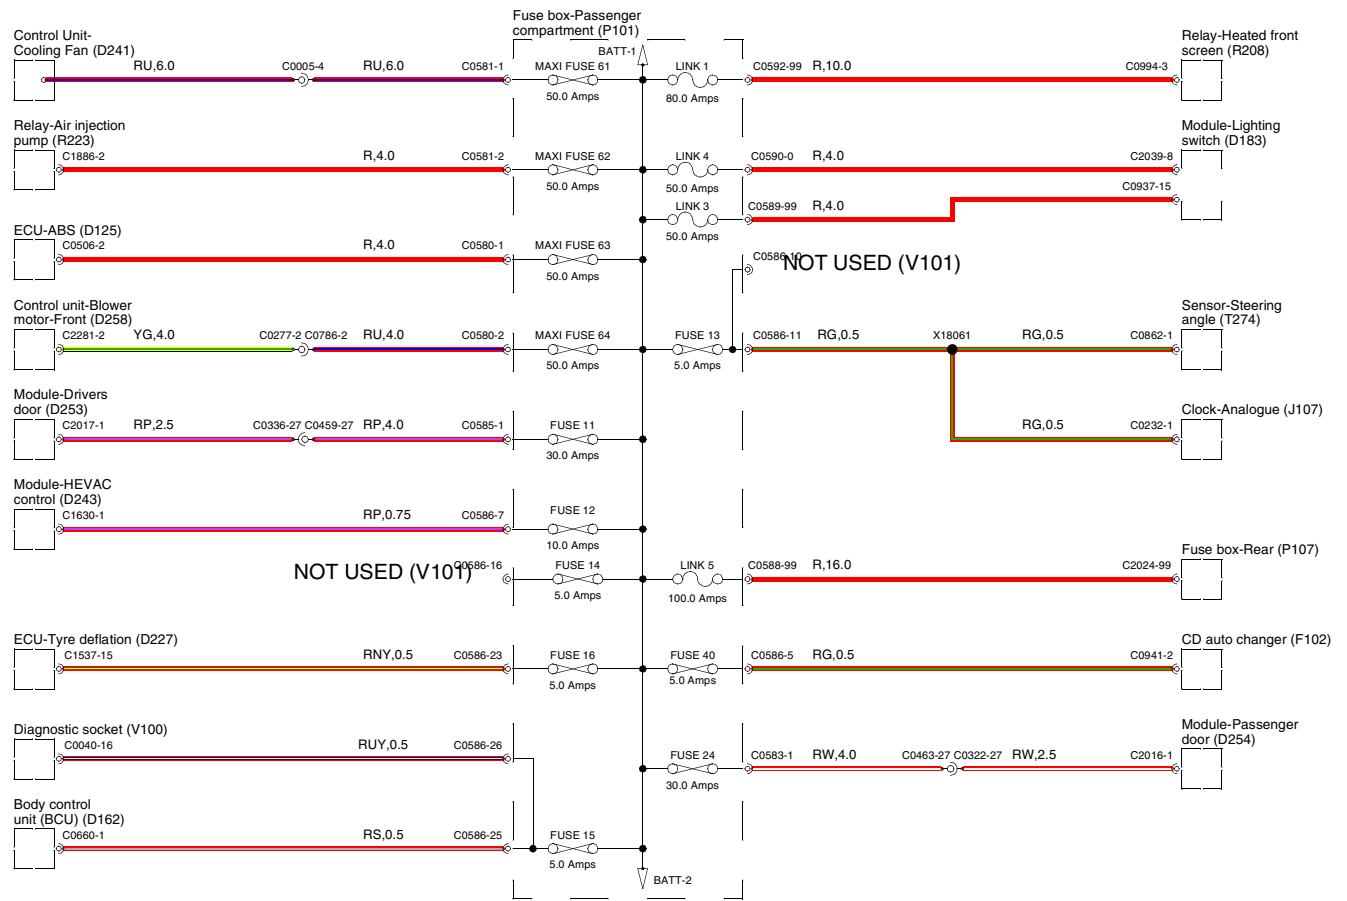 Fuse box-Passenger
compartment (P101)
BATT-1
Control Unit-
Cooling Fan (D241)
RU,6.0
C0005-4
RU,6.0
C0581-1
MAXI FUSE 61
50.0 Amps
LINK 1
80.0 Amps
C0592-99
R,10.0
C0994-3
Relay-Heated front
screen (R208)
Relay-Air injection
pump (R223)
C1886-2
R,4.0
C0581-2
MAXI FUSE 62
50.0 Amps
LINK 4
50.0 Amps
C0590-0
R,4.0
C2039-8
Module-Lighting
switch (D183)
LINK 3
50.0 Amps
C0589-99
R,4.0
C0937-15
ECU-ABS (D125)
C0506-2
R,4.0
C0580-1
MAXI FUSE 63
50.0 Amps
C0586-10
NOT USED (V101)
Control unit-Blower
motor-Front (D258)
C2281-2
YG,4.0
C0277-2 C0786-2
RU,4.0
C0580-2
MAXI FUSE 64
50.0 Amps
FUSE 13
5.0 Amps
C0586-11
RG,0.5
X18061
RG,0.5
C0862-1
Sensor-Steering
angle (T274)
Module-Drivers
door (D253)
C2017-1
RP,2.5
C0336-27 C0459-27
RP,4.0
C0585-1
FUSE 11
30.0 Amps
RG,0.5
C0232-1
Clock-Analogue (J107)
Module-HEVAC
control (D243)
C1630-1
RP,0.75
C0586-7
FUSE 12
10.0 Amps
NOT USED (V101)
C0586-16
FUSE 14
5.0 Amps
LINK 5
100.0 Amps
C0588-99
R,16.0
C2024-99
Fuse box-Rear (P107)
ECU-Tyre deflation (D227)
C1537-15
RNY,0.5
C0586-23
FUSE 16
5.0 Amps
FUSE 40
5.0 Amps
C0586-5
RG,0.5
C0941-2
CD auto changer (F102)
Diagnostic socket (V100)
C0040-16
RUY,0.5
C0586-26
FUSE 24
30.0 Amps
C0583-1
RW,4.0
C0463-27 C0322-27
RW,2.5
C2016-1
Module-Passenger
door (D254)
Body control
unit (BCU) (D162)
C0660-1
RS,0.5
C0586-25
FUSE 15
5.0 Amps
BATT-2